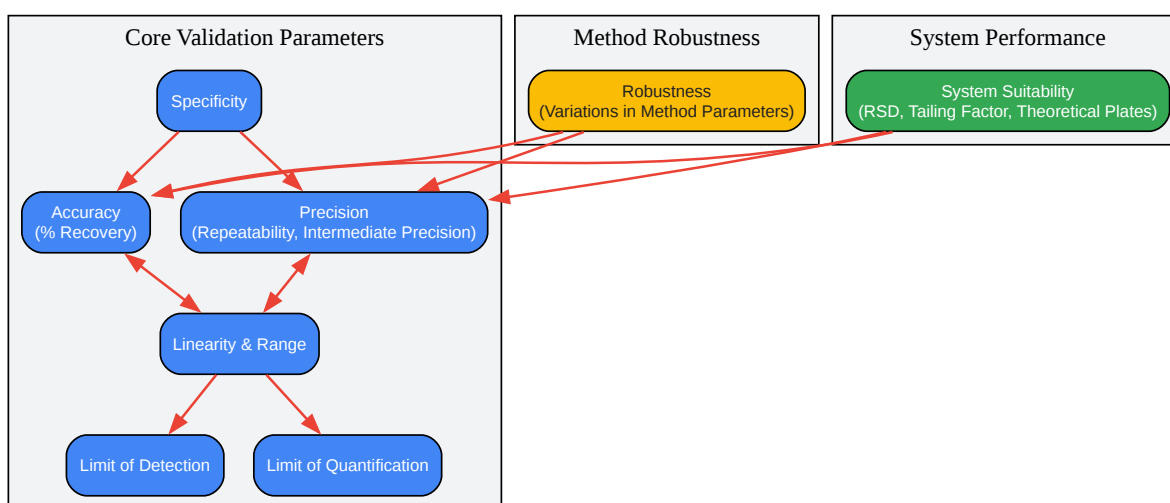 Core Validation Parameters
Method Robustness
System Performance
Specificity
Robustness
(Variations in Method Parameters)
System Suitability
(RSD, Tailing Factor, Theoretical Plates)
Accuracy
(% Recovery)
Precision
(Repeatability, Intermediate Precision)
Linearity & Range
Limit of Detection
Limit of Quantification